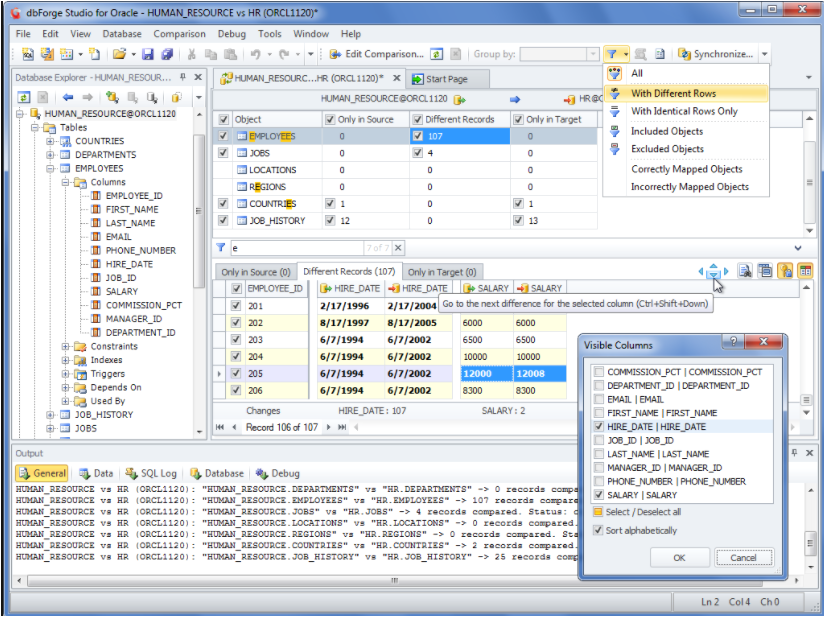 dbForge Studio for Oracle - HUMAN_RESOURCE vs HR (ORCL1120)*
File Edit View Database Comparison Debug Tools Window Help
Edit Comparison... Group by: Synchronize...
Database Explorer - HUMAN_RESOUR...
HUMAN_RESOURCE@ORCL1120
Tables
COUNTRIES
DEPARTMENTS
EMPLOYEES
Columns
EMPLOYEE_ID
FIRST_NAME
LAST_NAME
EMAIL
PHONE_NUMBER
HIRE_DATE
JOB_ID
SALARY
COMMISSION_PCT
MANAGER_ID
DEPARTMENT_ID
Constraints
Indexes
Triggers
Depends On
Used By
JOB_HISTORY
JOBS
HUMAN_RESOURC...HR (ORCL1120)* Start Page
HUMAN_RESOURCE@ORCL1120 HR@
Object Only in Source Different Records Only in Target
EMPLOYEES 0 107 0
JOBS 0 4 0
LOCATIONS 0 0 0
REGIONS 0 0 0
COUNTRIES 1 0 1
JOB_HISTORY 12 0 13
All
With Different Rows
With Identical Rows Only
Included Objects
Excluded Objects
Correctly Mapped Objects
Incorrectly Mapped Objects
e 7 of 7
Only in Source (0) Different Records (107) Only in Target (0)
EMPLOYEE_ID HIRE_DATE HIRE_DATE SALARY SALARY
Go to the next difference for the selected column (Ctrl+Shift+Down)
201 2/17/1996 2/17/2004
202 8/17/1997 8/17/2005 6000 6000
203 6/7/1994 6/7/2002 6500 6500
204 6/7/1994 6/7/2002 10000 10000
205 6/7/1994 6/7/2002 12000 12008
206 6/7/1994 6/7/2002 8300 8300
Changes HIRE_DATE : 107 SALARY : 2
Record 106 of 107
Visible Columns
COMMISSION_PCT | COMMISSION_PCT
DEPARTMENT_ID | DEPARTMENT_ID
EMAIL | EMAIL
FIRST_NAME | FIRST_NAME
HIRE_DATE | HIRE_DATE
JOB_ID | JOB_ID
LAST_NAME | LAST_NAME
MANAGER_ID | MANAGER_ID
PHONE_NUMBER | PHONE_NUMBER
SALARY | SALARY
Select / Deselect all
Sort alphabetically
OK Cancel
Output
General Data SQL Log Database Debug
HUMAN_RESOURCE vs HR (ORCL1120): "HUMAN_RESOURCE.DEPARTMENTS" vs "HR.DEPARTMENTS" -> 0 records compa
HUMAN_RESOURCE vs HR (ORCL1120): "HUMAN_RESOURCE.EMPLOYEES" vs "HR.EMPLOYEES" -> 107 records compare
HUMAN_RESOURCE vs HR (ORCL1120): "HUMAN_RESOURCE.JOBS" vs "HR.JOBS" -> 4 records compared. Status: c
HUMAN_RESOURCE vs HR (ORCL1120): "HUMAN_RESOURCE.LOCATIONS" vs "HR.LOCATIONS" -> 0 records compared.
HUMAN_RESOURCE vs HR (ORCL1120): "HUMAN_RESOURCE.REGIONS" vs "HR.REGIONS" -> 0 records compared. Sta
HUMAN_RESOURCE vs HR (ORCL1120): "HUMAN_RESOURCE.COUNTRIES" vs "HR.COUNTRIES" -> 2 records compared.
HUMAN_RESOURCE vs HR (ORCL1120): "HUMAN_RESOURCE.JOB_HISTORY" vs "HR.JOB_HISTORY" -> 25 records comp
Ln 2 Col 4 Ch 0